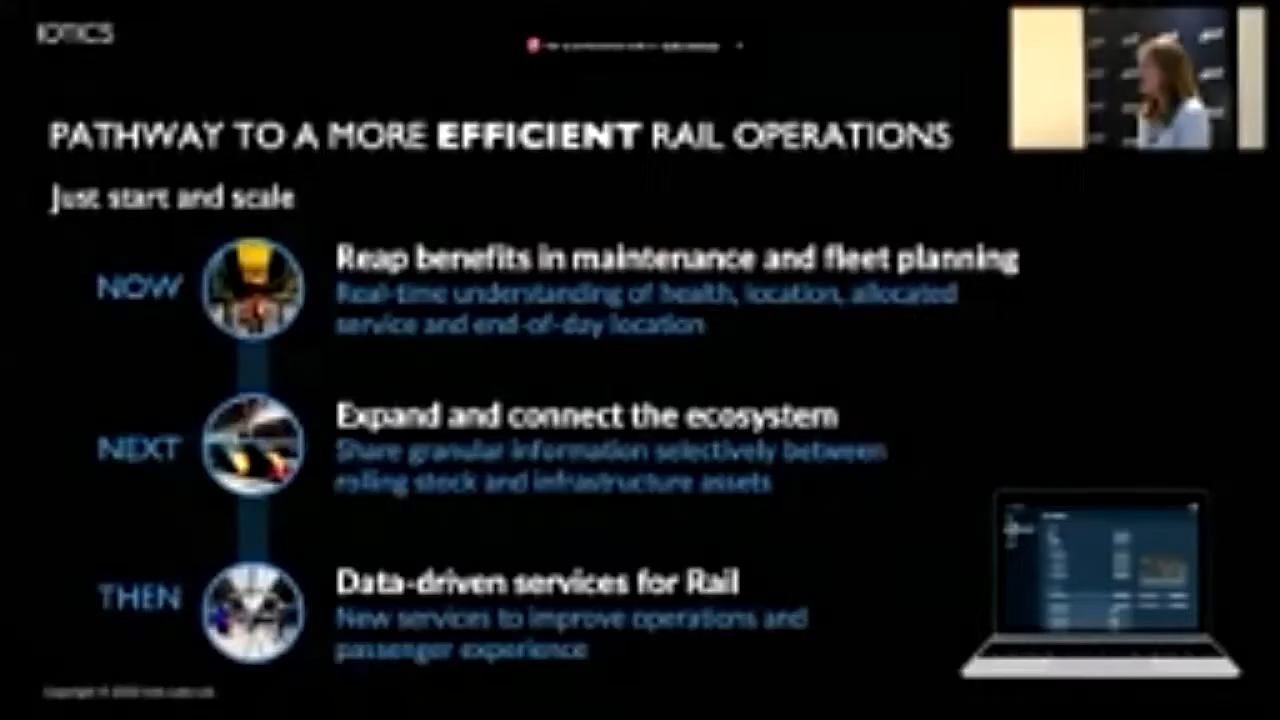 IOTICS
PATHWAY TO A MORE EFFICIENT RAIL OPERATIONS
Just start and scale
NOW
Reap benefits in maintenance and fleet planning
Real-time understanding of health, location, allocated
service and end-of-day location
NEXT
Expand and connect the ecosystem
Share granular information selectively between
rolling stock and infrastructure assets
THEN
Data-driven services for Rail
New services to improve operations and
passenger experience
Copyright ©